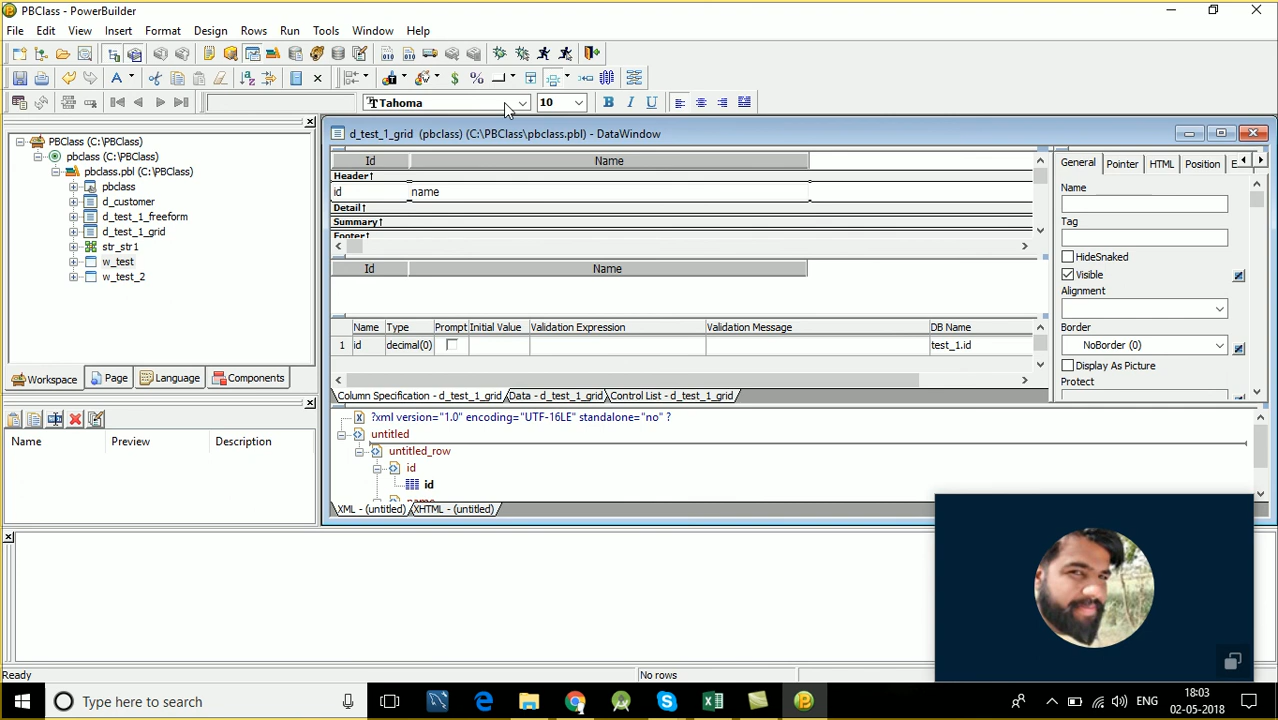 PBClass - PowerBuilder
File Edit View Insert Format Design Rows Run Tools Window Help
Tahoma 10 B I U
PBClass (C:\PBClass)
pbclass (C:\PBClass)
pbclass.pbl (C:\PBClass)
pbclass
d_customer
d_test_1_freeform
d_test_1_grid
str_str1
w_test
w_test_2
Workspace Page Language Components
Name Preview Description
d_test_1_grid (pbclass) (C:\PBClass\pbclass.pbl) - DataWindow
Id Name
Header↑
id name
Detail↑
Summary↑
Footer↑
Id Name
Name Type Prompt Initial Value Validation Expression Validation Message DB Name
1 id decimal(0) test_1.id
Column Specification - d_test_1_grid Data - d_test_1_grid Control List - d_test_1_grid
General Pointer HTML Position E
Name
Tag
HideSnaked
Visible
Alignment
Border
NoBorder (0)
Display As Picture
Protect
?xml version="1.0" encoding="UTF-16LE" standalone="no" ?
untitled
untitled_row
id
id
name
XML - (untitled) XHTML - (untitled)
Ready No rows
Type here to search
ENG 18:03
02-05-2018